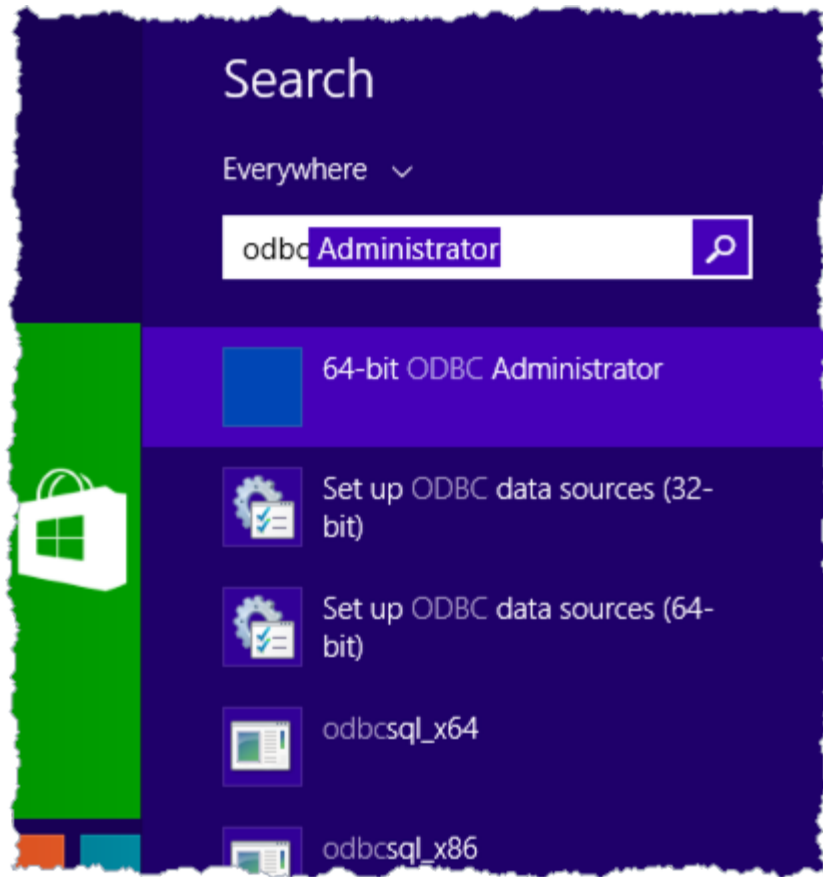 Search
Everywhere
odbc Administrator
64-bit ODBC Administrator
Set up ODBC data sources (32-
bit)
Set up ODBC data sources (64-
bit)
odbcsql_x64
odbcsql_x86